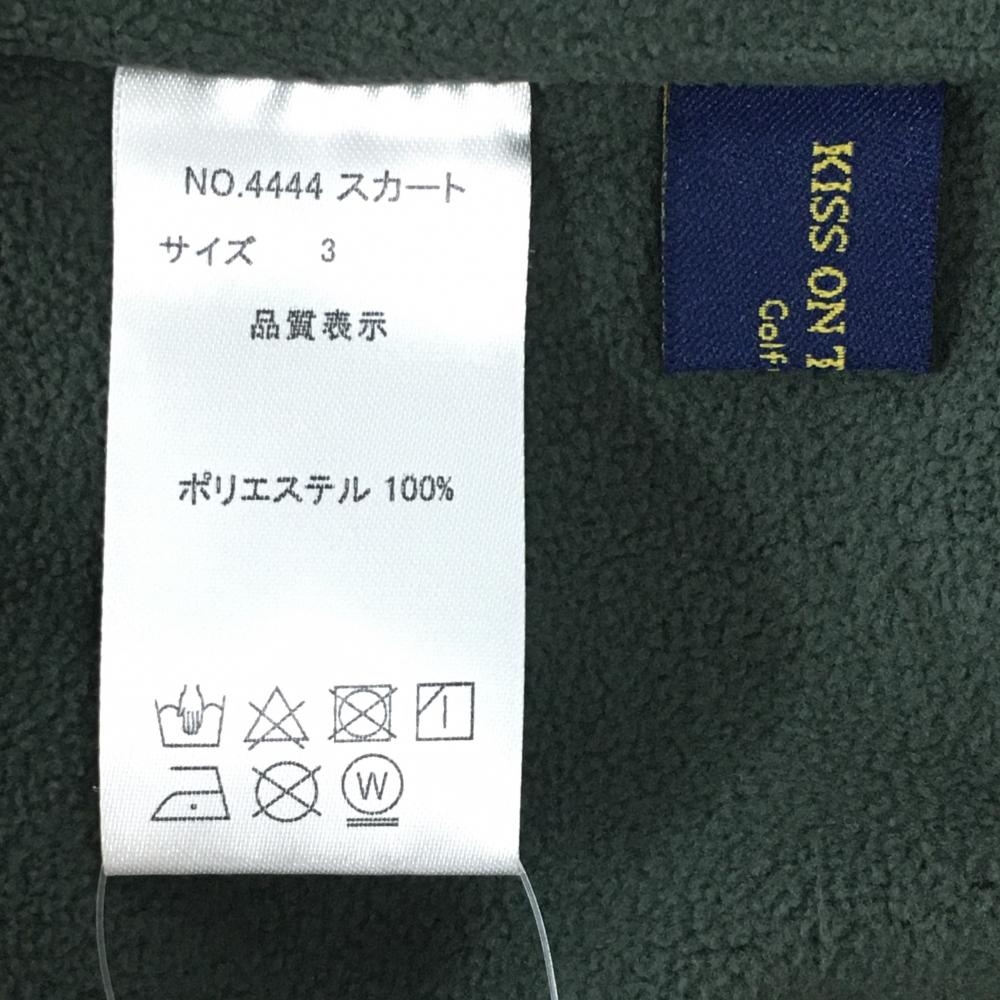 NO.4444 スカート
サイズ 3
品質表示
ポリエステル 100%
W
KISS ON
Golf